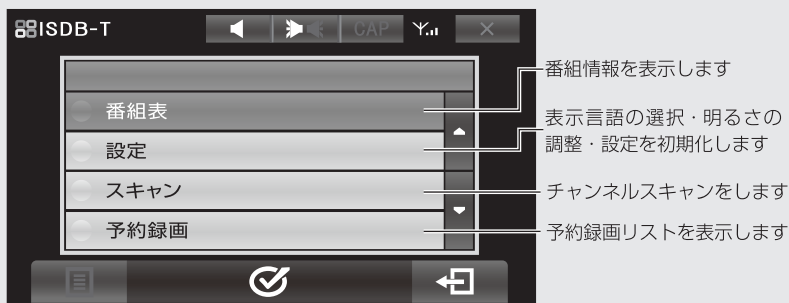 ISDB-T
CAP
番組表
設定
スキャン
予約録画
番組情報を表示します
表示言語の選択・明るさの
調整・設定を初期化します
チャンネルスキャンをします
予約録画リストを表示します